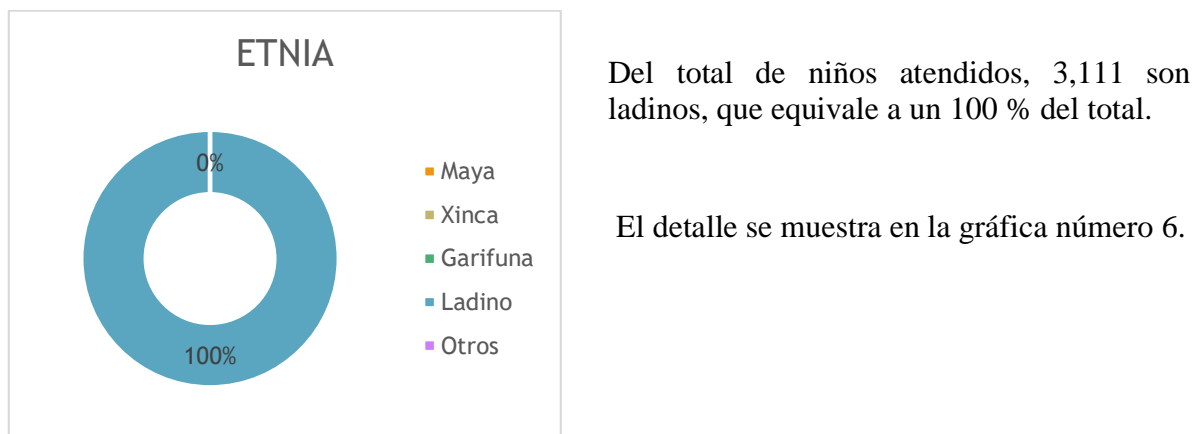 ETNIA
0%
100%
Maya
Xinca
Garifuna
Ladino
Otros
Del total de niños atendidos, 3,111 son
ladinos, que equivale a un 100 % del total.
El detalle se muestra en la gráfica número 6.